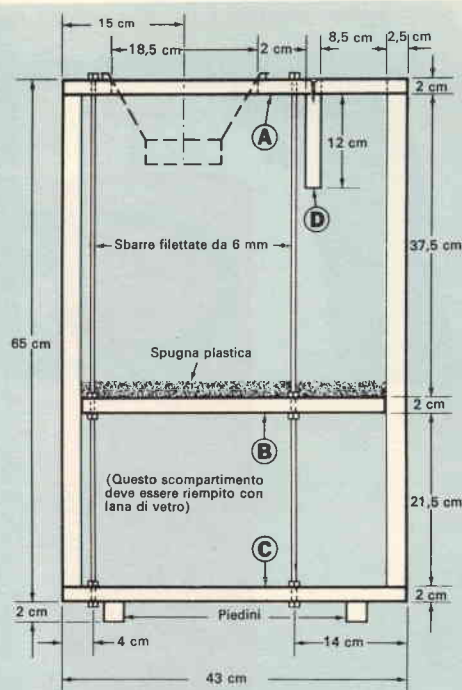 15 cm
18,5 cm
2 cm
8,5 cm
2,5 cm
2 cm
A
12 cm
D
Sbarre filettate da 6 mm
37,5 cm
65 cm
Spugna plastica
2 cm
B
(Questo scompartimento
deve essere riempito con
lana di vetro)
21,5 cm
C
2 cm
2 cm
Piedini
4 cm
14 cm
43 cm